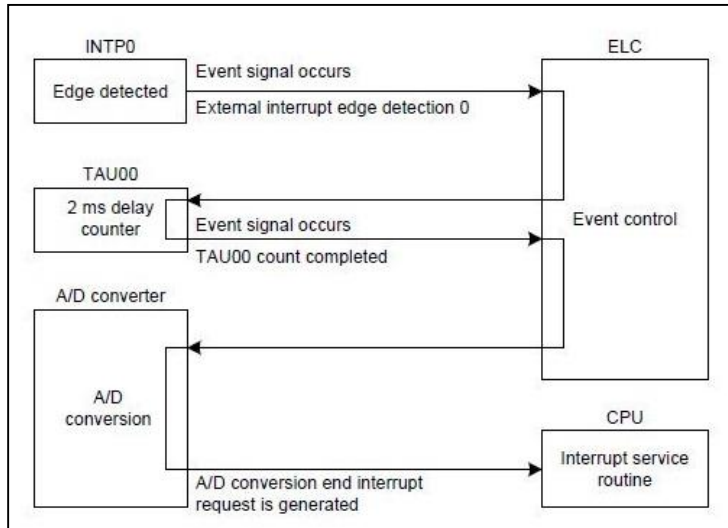 INTP0
ELC
Edge detected
Event signal occurs
External interrupt edge detection 0
TAU00
2 ms delay
counter
Event signal occurs
TAU00 count completed
Event control
A/D converter
A/D
conversion
CPU
Interrupt service
routine
A/D conversion end interrupt
request is generated